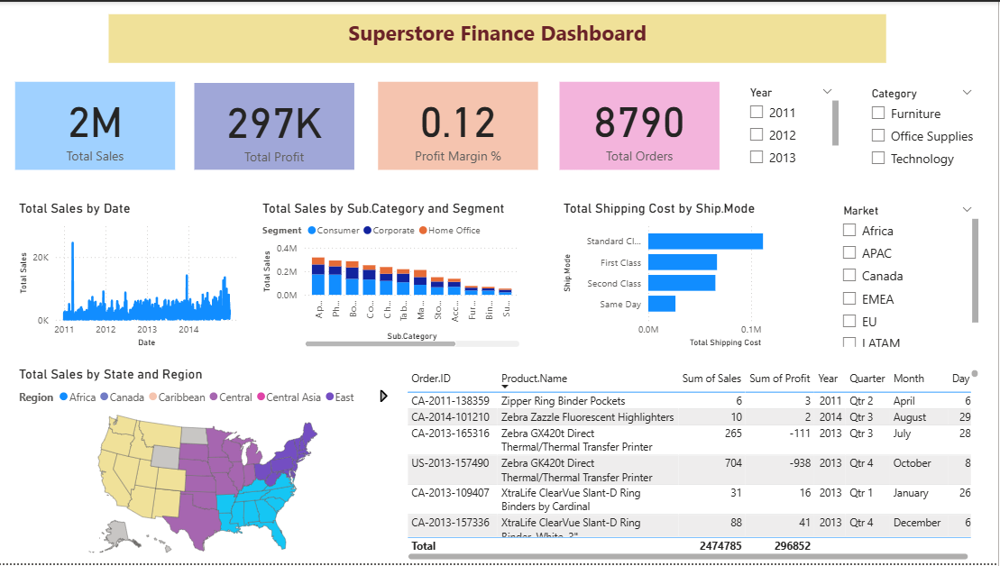 Superstore Finance Dashboard
2M
Total Sales
297K
Total Profit
0.12
Profit Margin %
8790
Total Orders
Year
2011
2012
2013
Category
Furniture
Office Supplies
Technology
Total Sales by Date
Total Sales
20K
0K
2011 2012 2013 2014
Date
Total Sales by Sub.Category and Segment
Segment Consumer Corporate Home Office
Total Sales
0.4M
0.2M
0.0M
Ap... Ph... Bo... Co... Ch... Tab... Ma... Sto... Acc... Fur... Bin... Su...
Sub.Category
Total Shipping Cost by Ship.Mode
Ship.Mode
Standard Cl...
First Class
Second Class
Same Day
0.0M 0.1M
Total Shipping Cost
Market
Africa
APAC
Canada
EMEA
EU
LATAM
Total Sales by State and Region
Region Africa Canada Caribbean Central Central Asia East
Order.ID Product.Name Sum of Sales Sum of Profit Year Quarter Month Day
CA-2011-138359 Zipper Ring Binder Pockets 6 3 2011 Qtr 2 April 6
CA-2014-101210 Zebra Zazzle Fluorescent Highlighters 10 2 2014 Qtr 3 August 29
CA-2013-165316 Zebra GX420t Direct 265 -111 2013 Qtr 3 July 28
Thermal/Thermal Transfer Printer
US-2013-157490 Zebra GK420t Direct 704 -938 2013 Qtr 4 October 8
Thermal/Thermal Transfer Printer
CA-2013-109407 XtraLife ClearVue Slant-D Ring 31 16 2013 Qtr 1 January 26
Binders by Cardinal
CA-2013-157336 XtraLife ClearVue Slant-D Ring 88 41 2013 Qtr 4 December 6
Binder, White, 3"
Total 2474785 296852